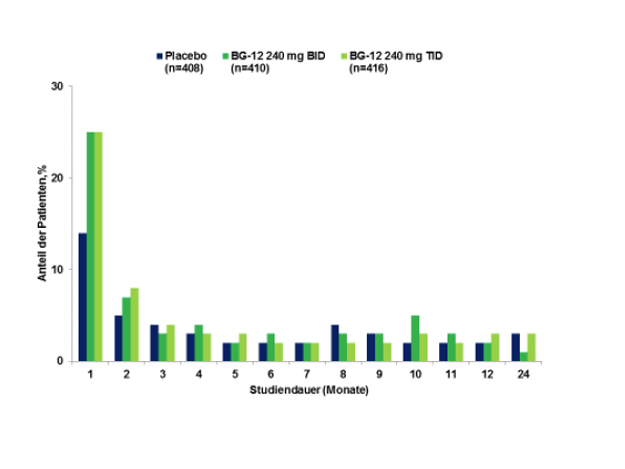 Placebo
(n=408)
BG-12 240 mg BID
(n=410)
BG-12 240 mg TID
(n=416)
Anteil der Patienten,%
30
20
10
0
1 2 3 4 5 6 7 8 9 10 11 12 24
Studiendauer (Monate)